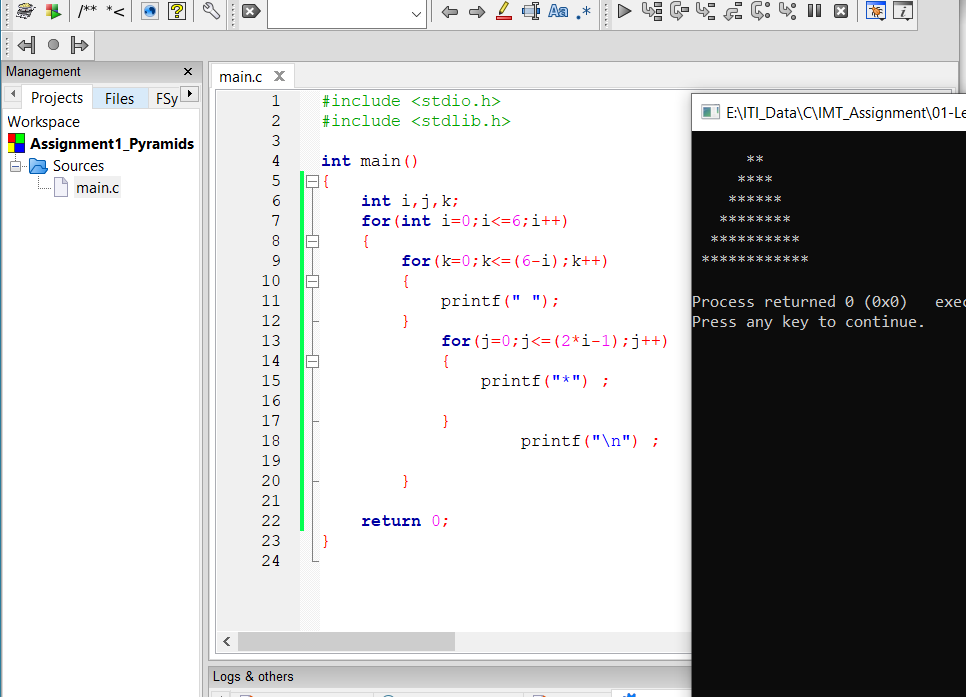 /** *<
Aa .*
Management
Projects Files FSy
Workspace
Assignment1_Pyramids
Sources
main.c
main.c
1 #include <stdio.h>
2 #include <stdlib.h>
3
4 int main()
5 {
6 int i,j,k;
7 for(int i=0;i<=6;i++)
8 {
9 for(k=0;k<=(6-i);k++)
10 {
11 printf(" ");
12 }
13 for(j=0;j<=(2*i-1);j++)
14 {
15 printf("*") ;
16
17 }
18 printf("\n") ;
19
20 }
21
22 return 0;
23 }
24
Logs & others
E:\ITI_Data\C\IMT_Assignment\01-Le
**
****
******
********
**********
************
Process returned 0 (0x0) exec
Press any key to continue.